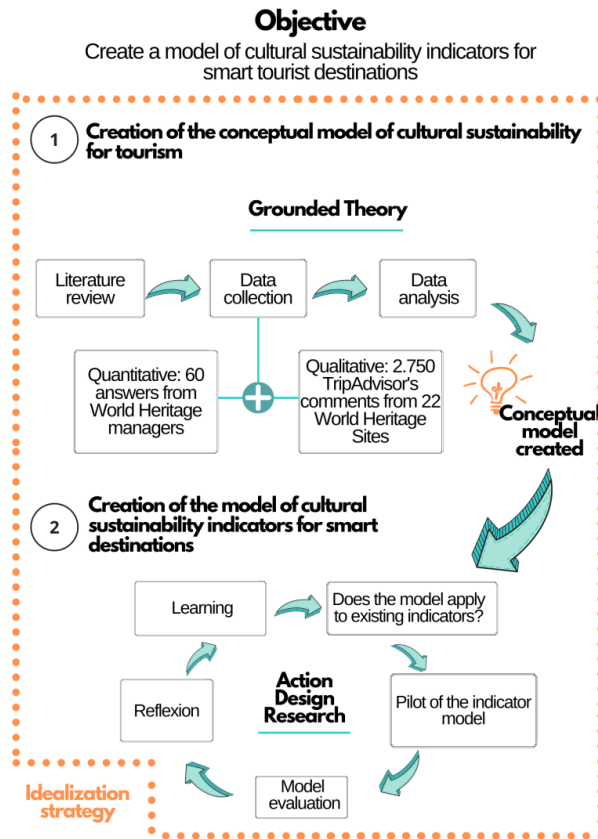 Objective
Create a model of cultural sustainability indicators for
smart tourist destinations
1
Creation of the conceptual model of cultural sustainability
for tourism
Grounded Theory
Literature
review
Data
collection
Data
analysis
Quantitative: 60
answers from
World Heritage
managers
Qualitative: 2.750
TripAdvisor's
comments from 22
World Heritage
Sites
Conceptual
model
created
2
Creation of the model of cultural
sustainability indicators for smart
destinations
Learning
Does the model apply
to existing indicators?
Action
Design
Research
Reflexion
Pilot of the indicator
model
Model
evaluation
Idealization
strategy